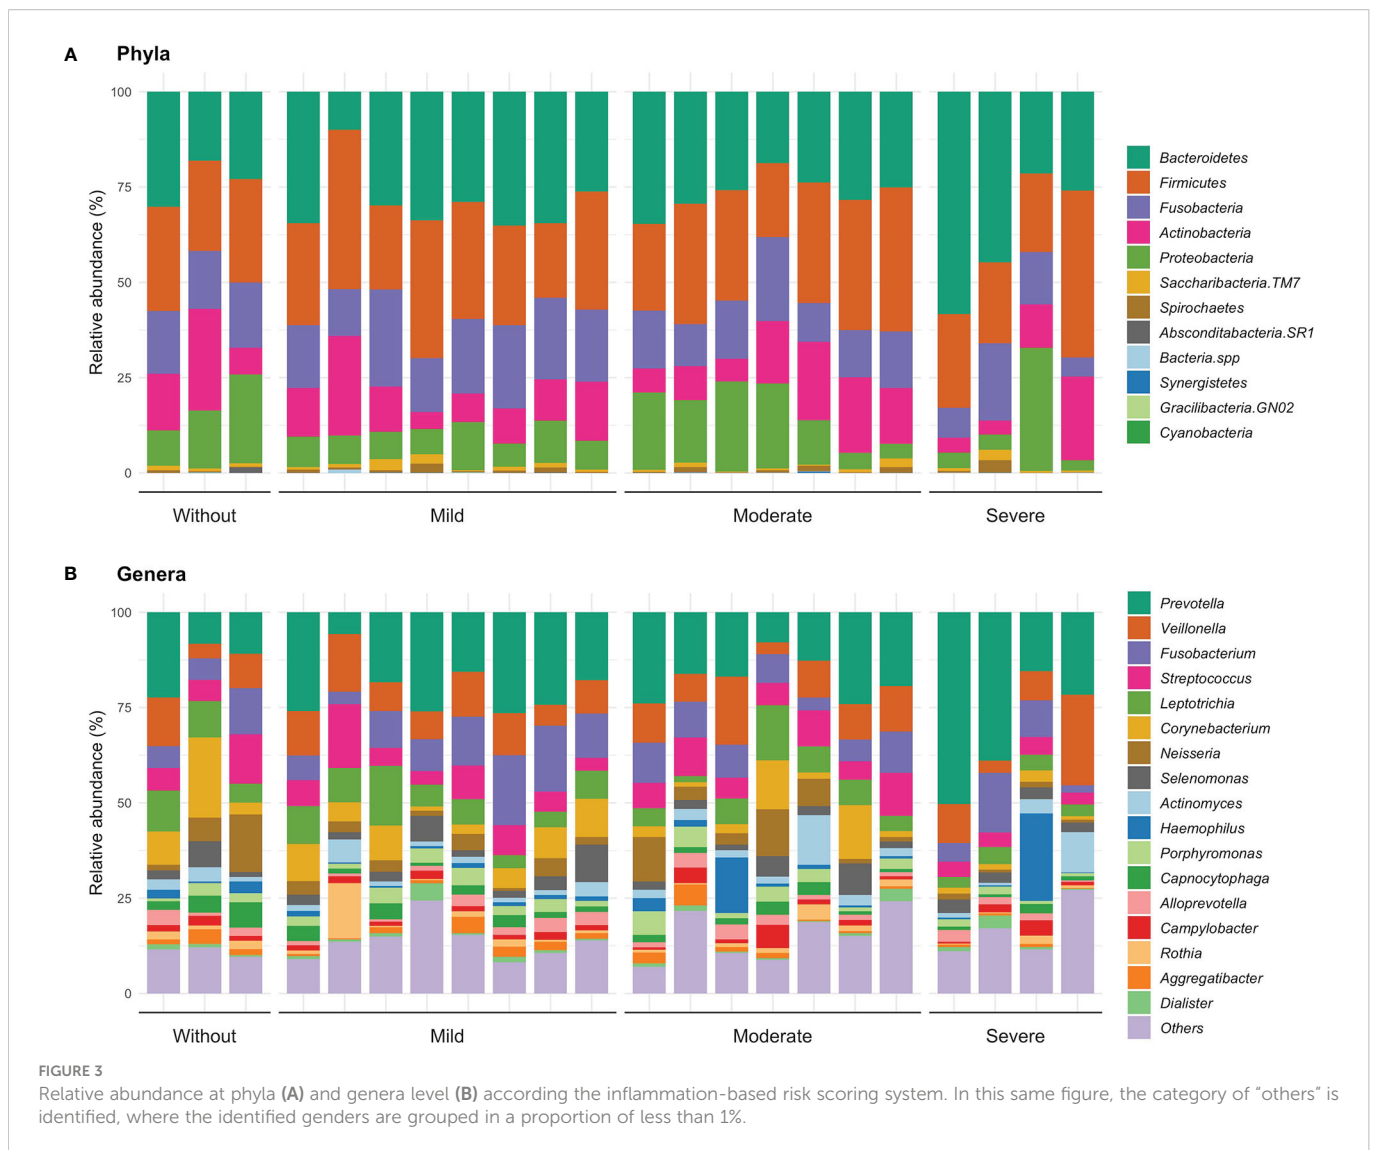 A Phyla
100
75
50
25
0
Relative abundance (%)
Without Mild Moderate Severe
Bacteroidetes
Firmicutes
Fusobacteria
Actinobacteria
Proteobacteria
Saccharibacteria.TM7
Spirochaetes
Absconditabacteria.SR1
Bacteria.spp
Synergistetes
Gracilibacteria.GN02
Cyanobacteria
B Genera
100
75
50
25
0
Relative abundance (%)
Without Mild Moderate Severe
Prevotella
Veillonella
Fusobacterium
Streptococcus
Leptotrichia
Corynebacterium
Neisseria
Selenomonas
Actinomyces
Haemophilus
Porphyromonas
Capnocytophaga
Alloprevotella
Campylobacter
Rothia
Aggregatibacter
Dialister
Others
FIGURE 3
Relative abundance at phyla (A) and genera level (B) according the inflammation-based risk scoring system. In this same figure, the category of “others” is
identified, where the identified genders are grouped in a proportion of less than 1%.